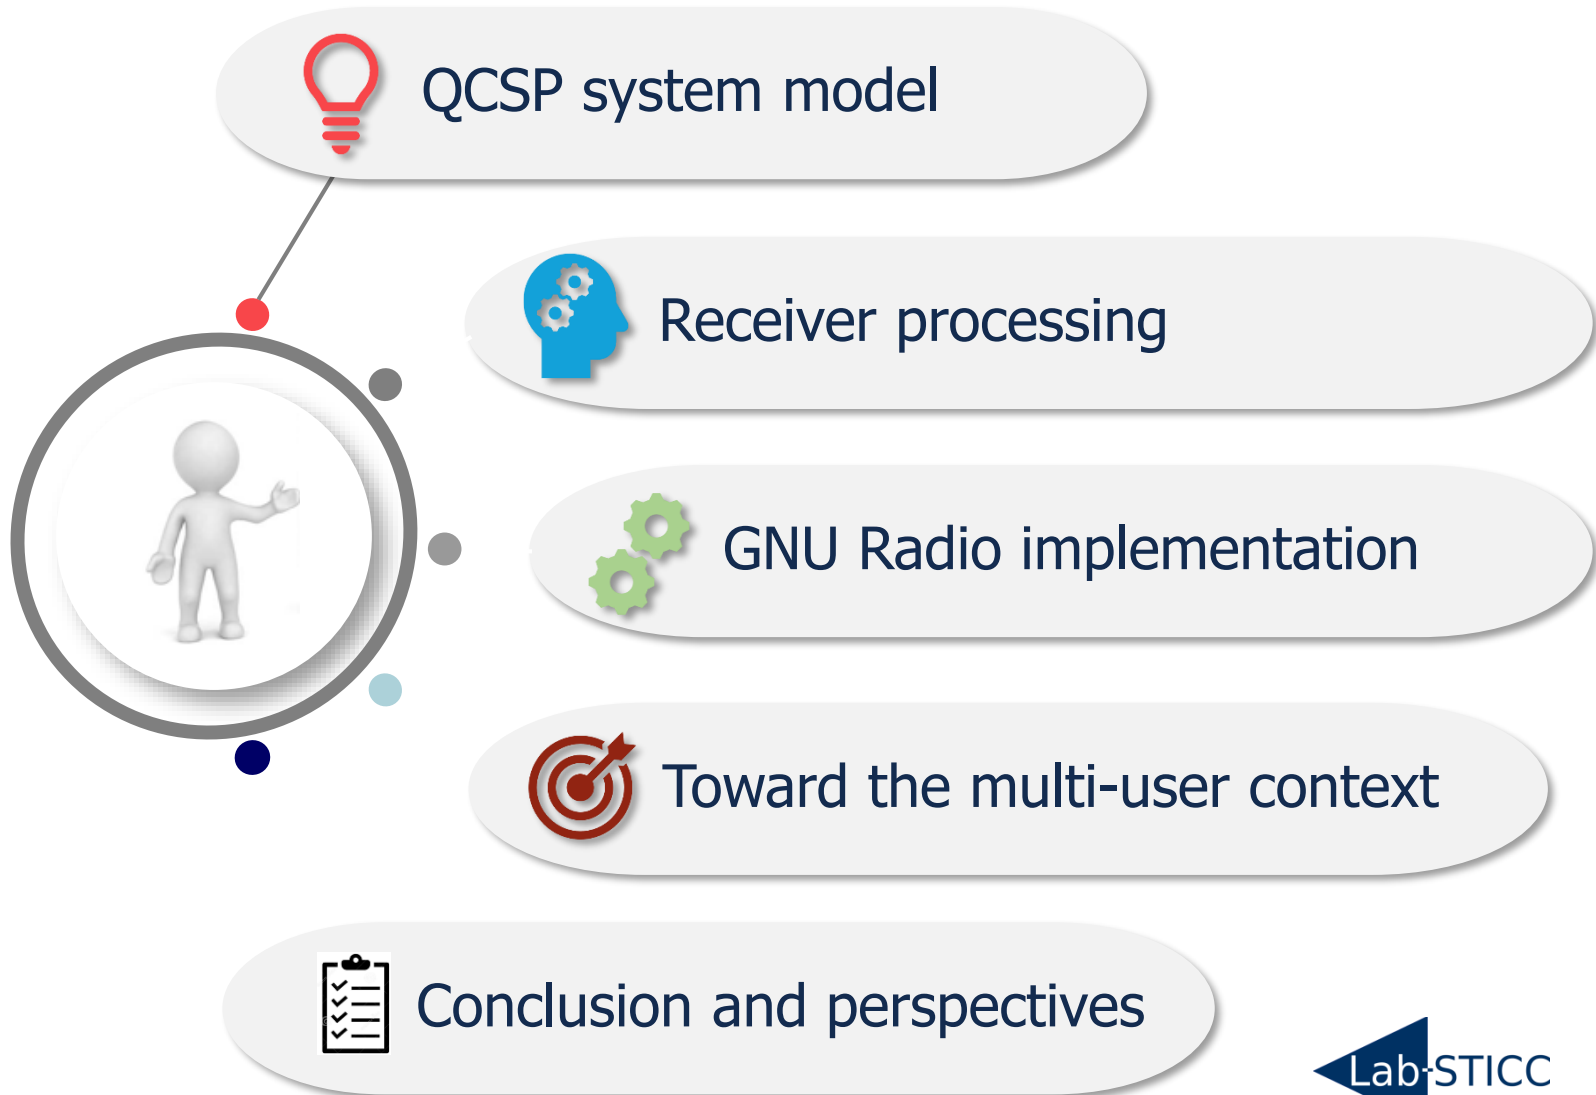 QCSP system model
Receiver processing
GNU Radio implementation
Toward the multi-user context
Conclusion and perspectives
Lab-STICC